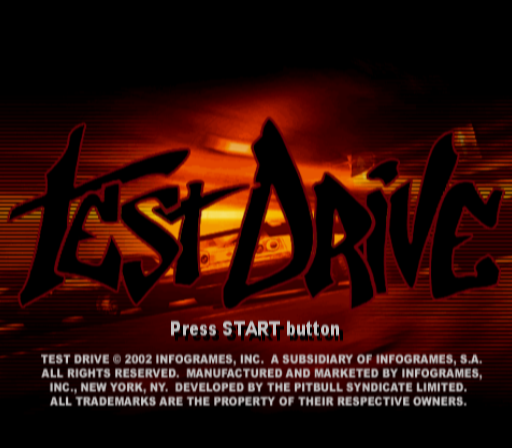 TEST DRIVE
Press START button
TEST DRIVE © 2002 INFOGRAMES, INC. A SUBSIDIARY OF INFOGRAMES, S.A.
ALL RIGHTS RESERVED. MANUFACTURED AND MARKETED BY INFOGRAMES,
INC., NEW YORK, NY. DEVELOPED BY THE PITBULL SYNDICATE LIMITED.
ALL TRADEMARKS ARE THE PROPERTY OF THEIR RESPECTIVE OWNERS.